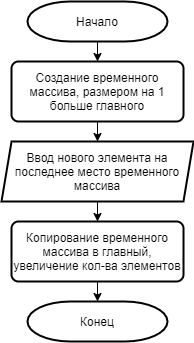 Начало
Создание временного
массива, размером на 1
больше главного
Ввод нового элемента на
последнее место временного
массива
Копирование временного
массива в главный,
увеличение кол-ва элементов
Конец